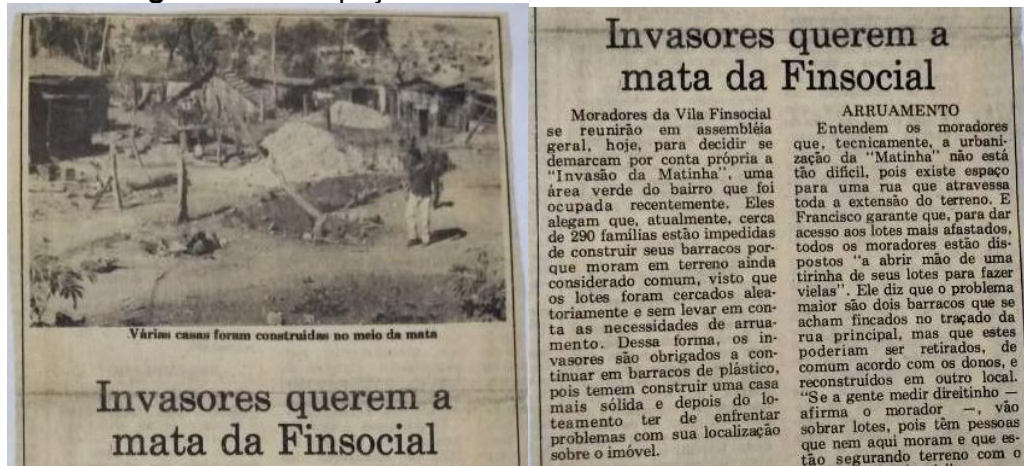 Várias casas foram construidas no meio da mata
Invasores querem a
mata da Finsocial
Invasores querem a
mata da Finsocial
Moradores da Vila Finsocial
se reunirão em assembléia
geral, hoje, para decidir se
demarcam por conta própria a
"Invasão da Matinha", uma
área verde do bairro que foi
ocupada recentemente. Eles
alegam que, atualmente, cerca
de 290 famílias estão impedidas
de construir seus barracos por-
que moram em terreno ainda
considerado comum, visto que
os lotes foram cercados alea-
toriamente e sem levar em con-
ta as necessidades de arrua-
mento. Dessa forma, os in-
vasores são obrigados a con-
tinuar em barracos de plástico,
pois temem construir uma casa
mais sólida e depois do lo-
teamento ter de enfrentar
problemas com sua localização
sobre o imóvel.
ARRUAMENTO
Entendem os moradores
que, tecnicamente, a urbani-
zação da "Matinha" não está
tão difícil, pois existe espaço
para uma rua que atravessa
toda a extensão do terreno. E
Francisco garante que, para dar
acesso aos lotes mais afastados,
todos os moradores estão dis-
postos "a abrir mão de uma
tirinha de seus lotes para fazer
vielas". Ele diz que o problema
maior são dois barracos que se
acham fincados no traçado da
rua principal, mas que estes
poderiam ser retirados, de
comum acordo com os donos, e
reconstruídos em outro local.
"Se a gente medir direitinho —
afirma o morador —, vão
sobrar lotes, pois têm pessoas
que nem aqui moram e que es-
tão segurando terreno com o